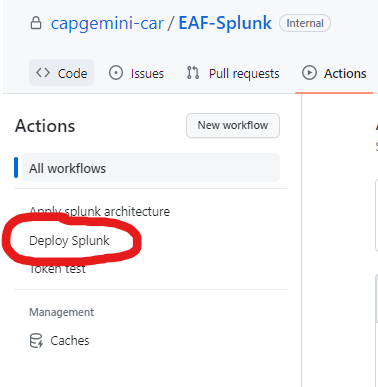 capgemini-car / EAF-Splunk Internal
Code Issues Pull requests Actions
Actions New workflow
All workflows
Apply splunk architecture
Deploy Splunk
Token test
Management
Caches